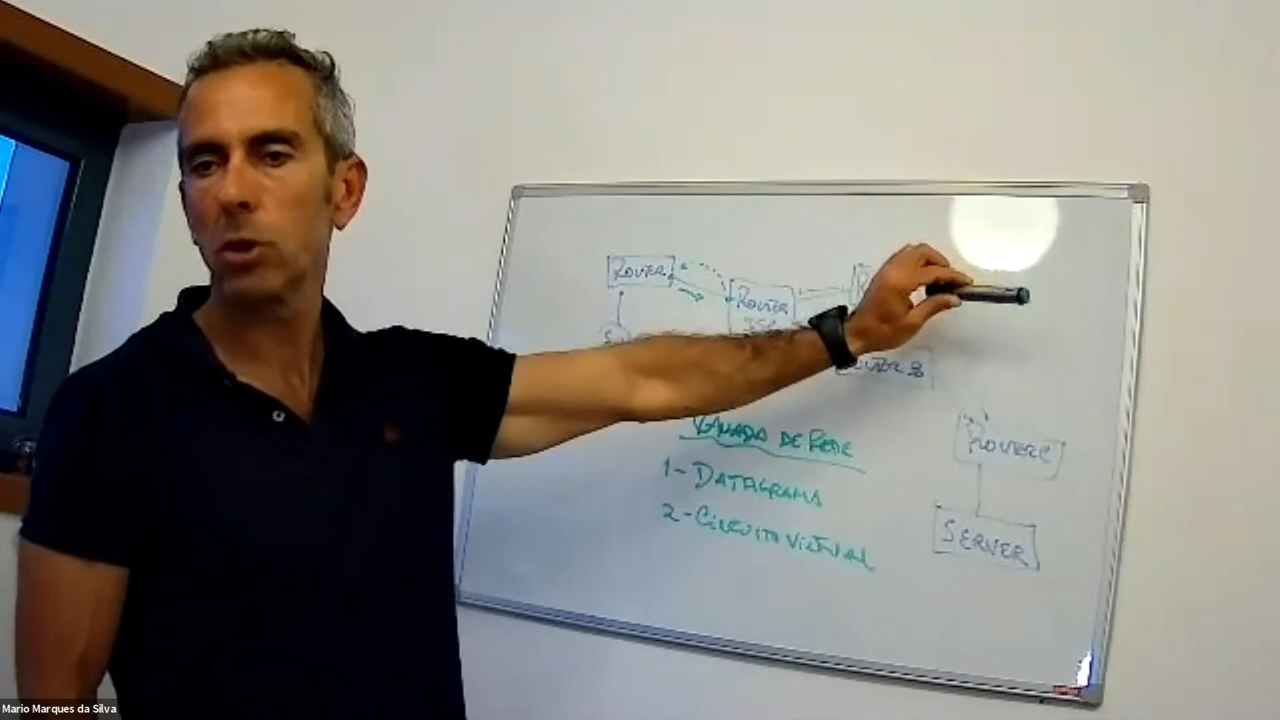 ROUTER
ROUTER
ROUTER B
CAMADA DE REDE
1-DATAGRAMA
2-CIRCUITO VIRTUAL
ROUTER C
SERVER
Mario Marques da Silva